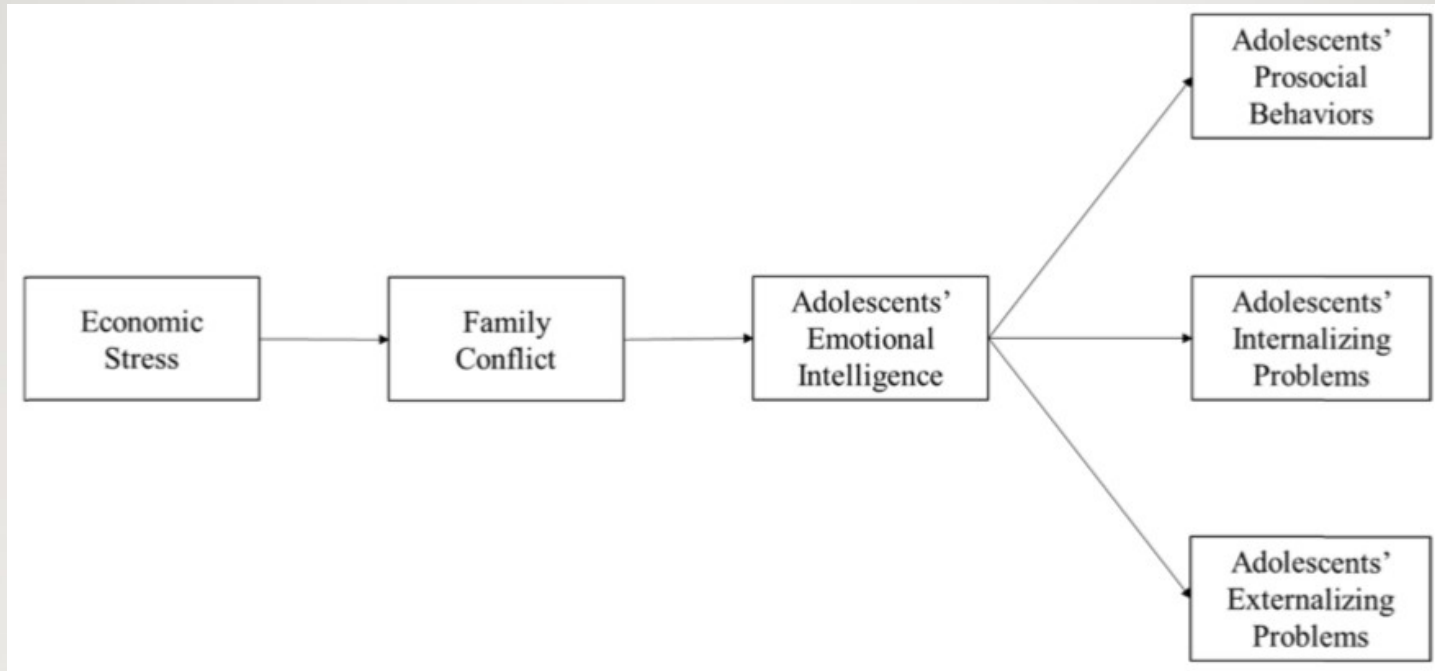 Adolescents’
Prosocial
Behaviors
Economic
Stress
Family
Conflict
Adolescents’
Emotional
Intelligence
Adolescents’
Internalizing
Problems
Adolescents’
Externalizing
Problems